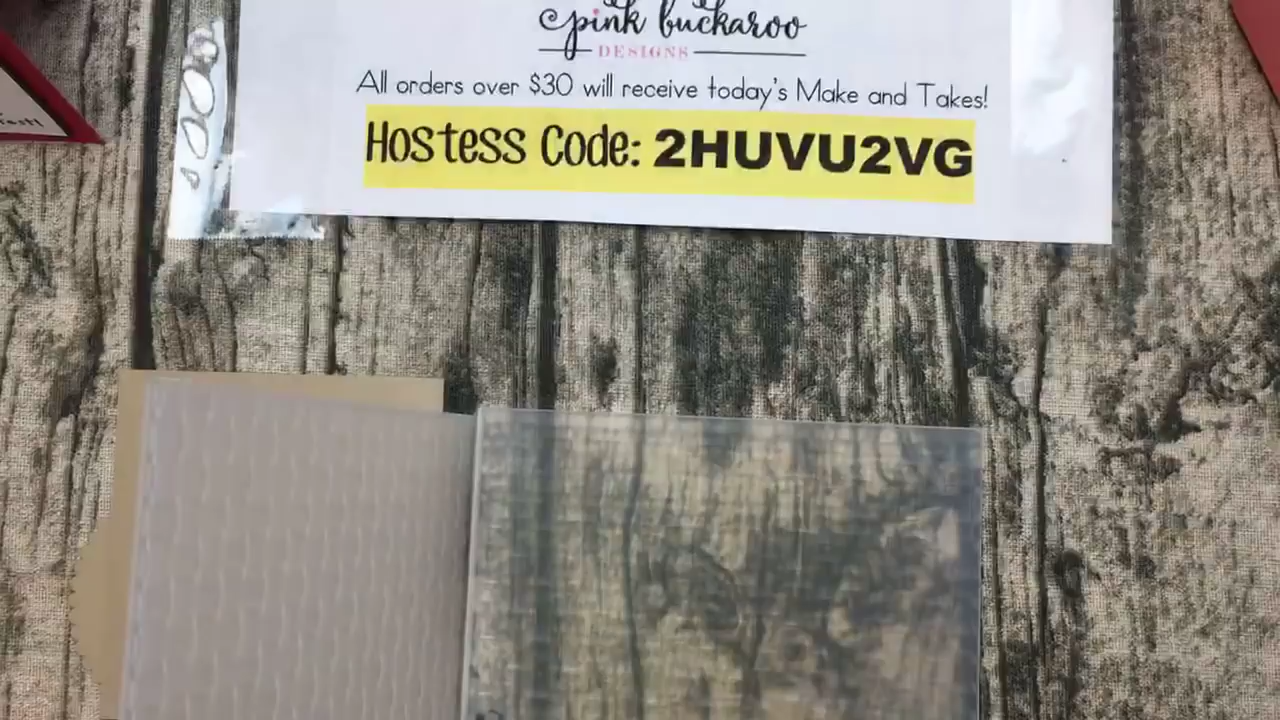 pink buckaroo
DESIGNS
All orders over $30 will receive today's Make and Takes!
Hostess Code: 2HUVU2VG